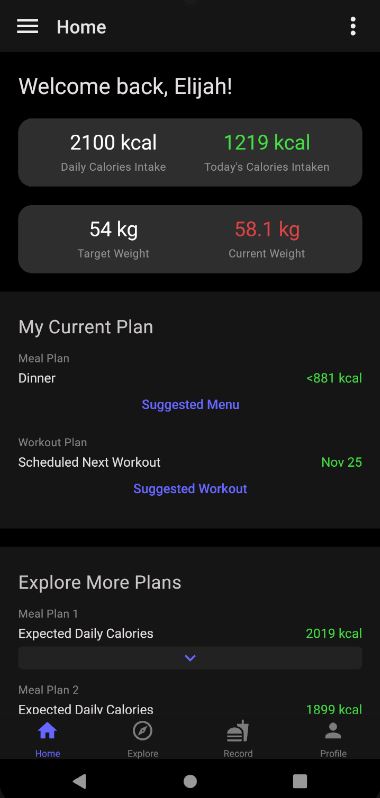 Home
Welcome back, Elijah!
2100 kcal 1219 kcal
Daily Calories Intake Today's Calories Intaken
54 kg 58.1 kg
Target Weight Current Weight
My Current Plan
Meal Plan
Dinner <881 kcal
Suggested Menu
Workout Plan
Scheduled Next Workout Nov 25
Suggested Workout
Explore More Plans
Meal Plan 1
Expected Daily Calories 2019 kcal
Meal Plan 2
Expected Daily Calories 1899 kcal
Home Explore Record Profile